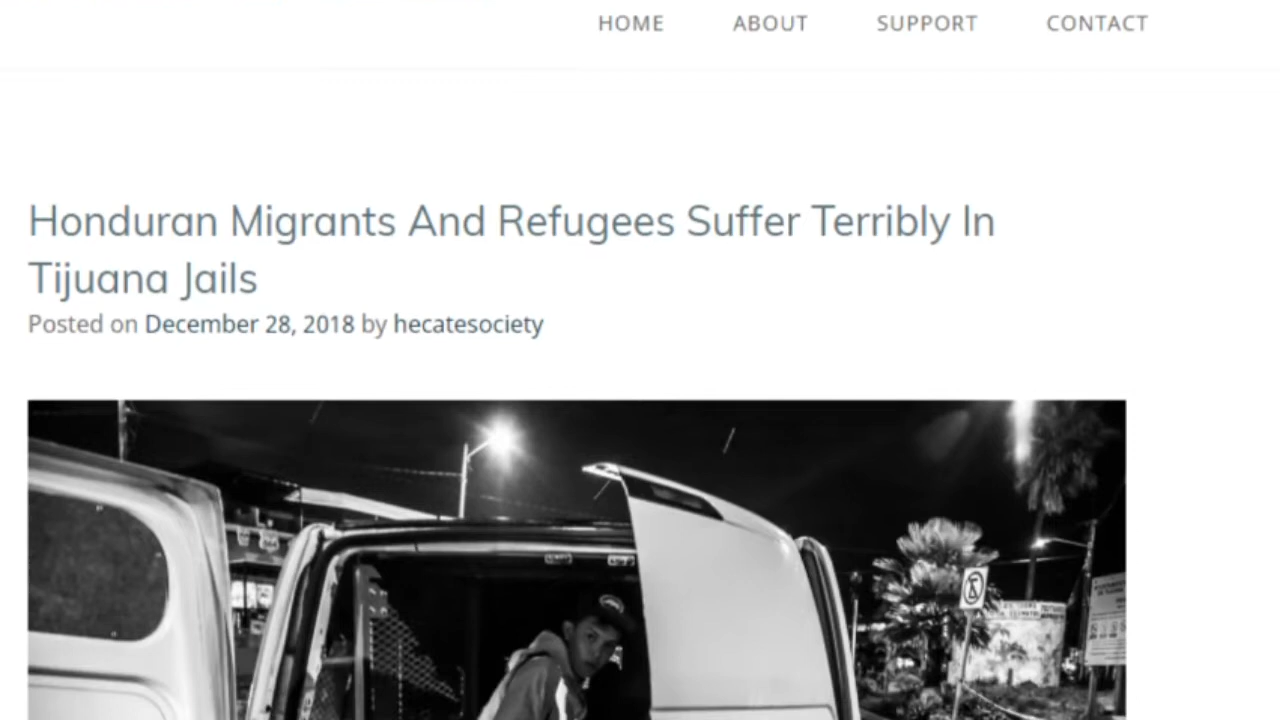 HOME ABOUT SUPPORT CONTACT
Honduran Migrants And Refugees Suffer Terribly In
Tijuana Jails
Posted on December 28, 2018 by hecatesociety